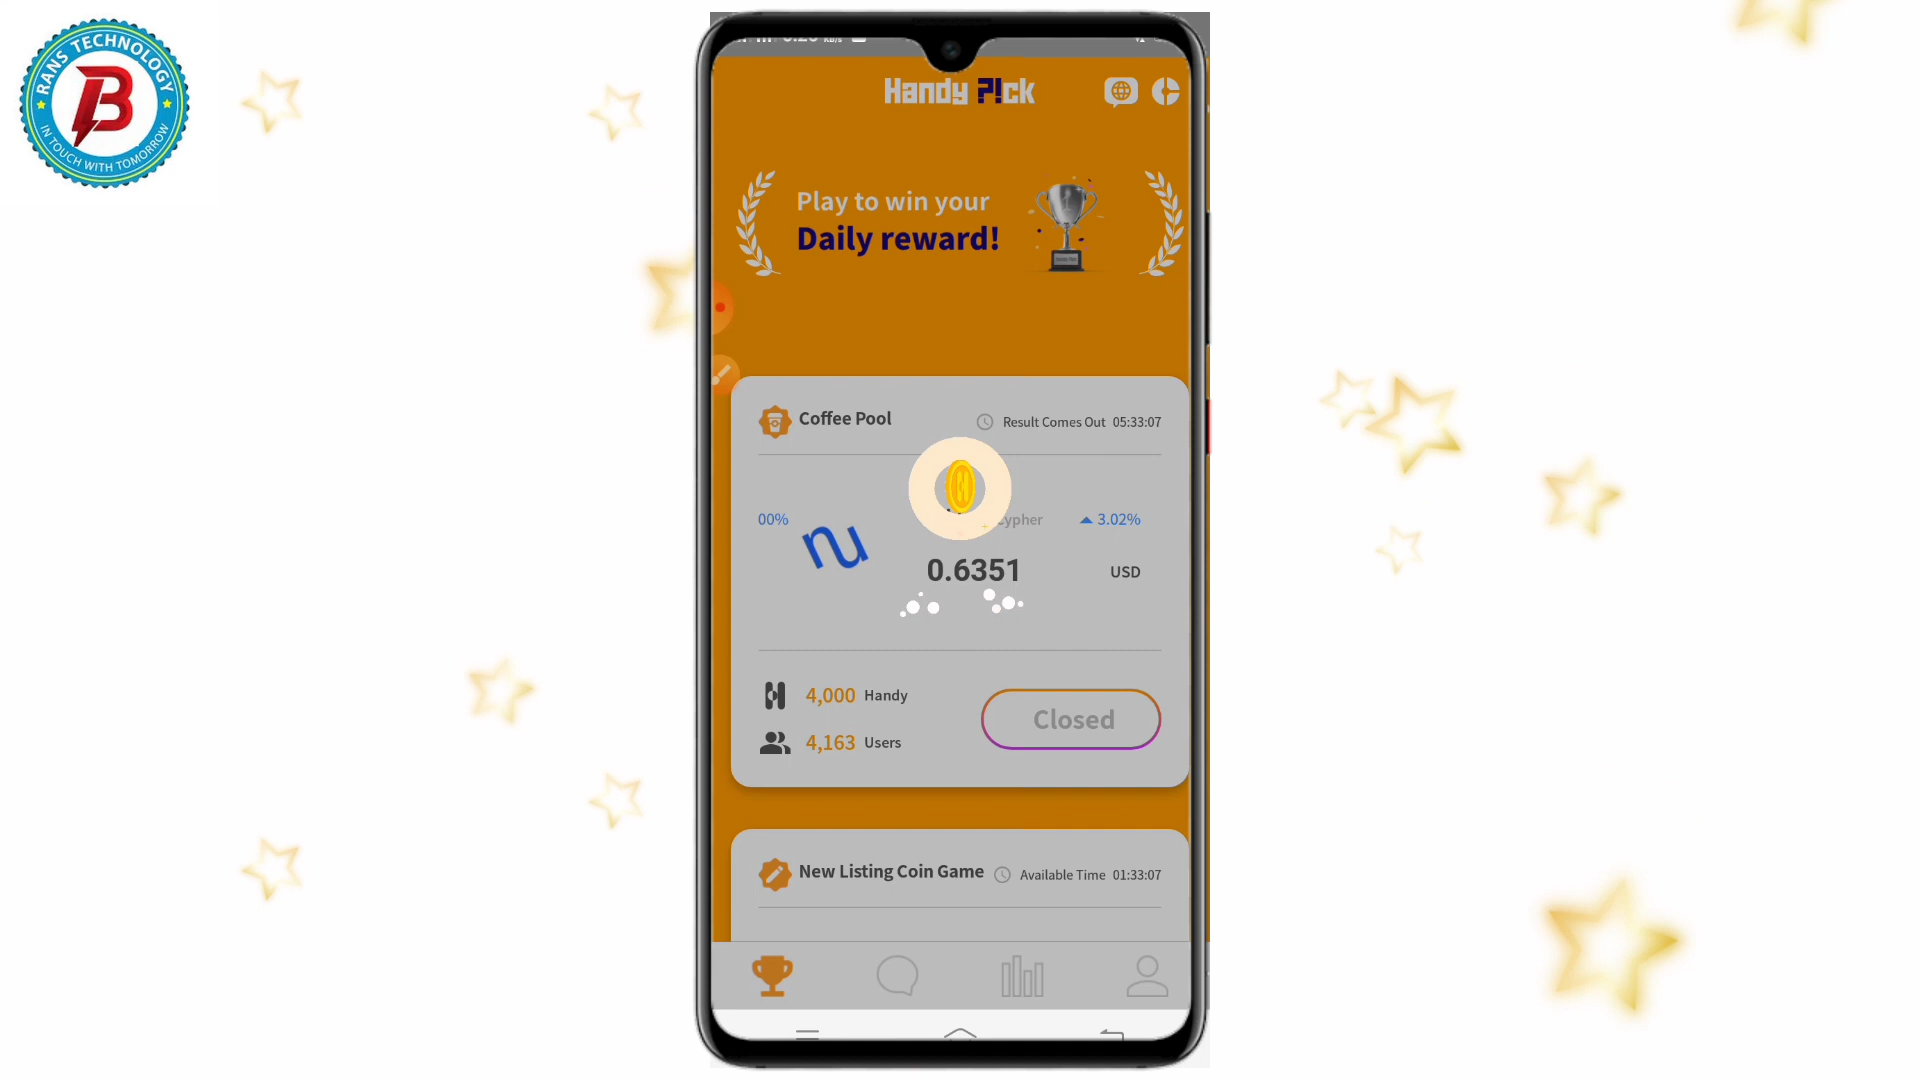 RANS TECHNOLOGY
B
IN TOUCH WITH TOMORROW
Handy ?!ck
Play to win your
Daily reward!
Coffee Pool
Result Comes Out 05:33:07
00%
ypher
3.02%
0.6351
USD
4,000 Handy
Closed
4,163 Users
New Listing Coin Game
Available Time 01:33:07